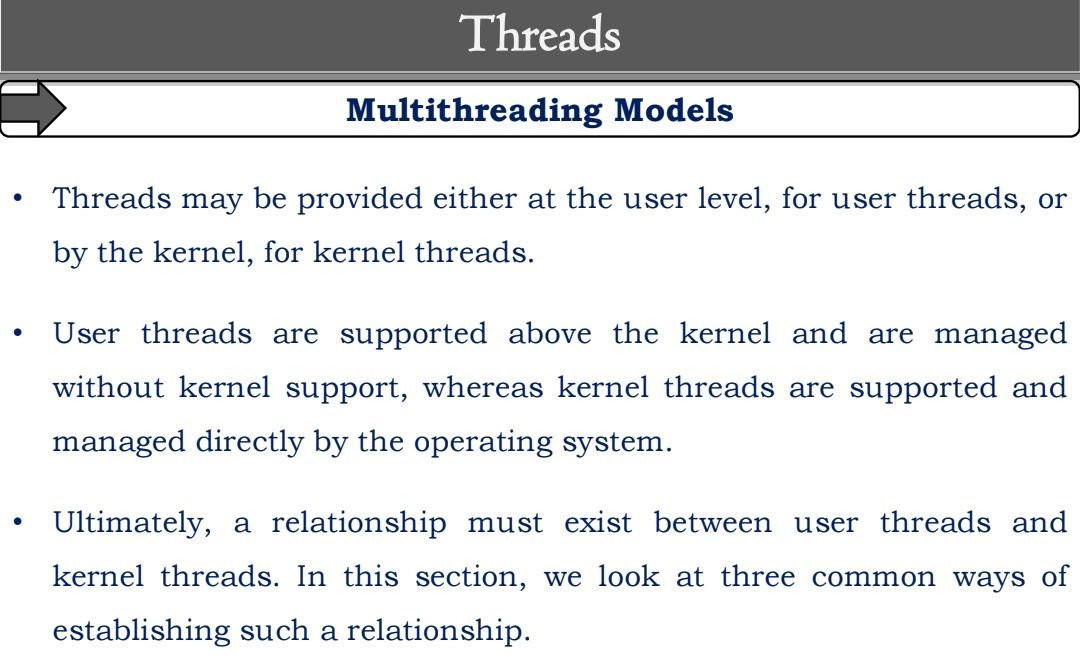 Threads
Multithreading Models
• Threads may be provided either at the user level, for user threads, or
by the kernel, for kernel threads.
• User threads are supported above the kernel and are managed
without kernel support, whereas kernel threads are supported and
managed directly by the operating system.
• Ultimately, a relationship must exist between user threads and
kernel threads. In this section, we look at three common ways of
establishing such a relationship.